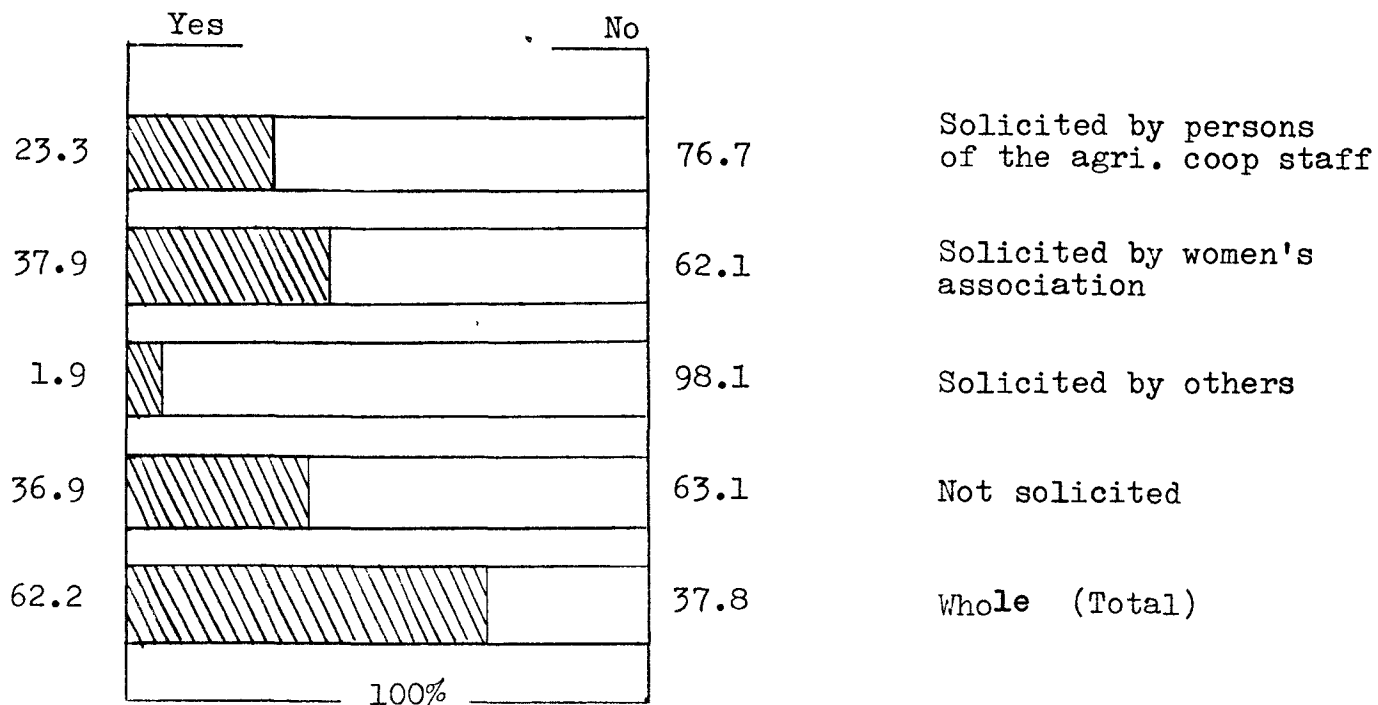 Yes No
23.3 76.7 Solicited by persons
of the agri. coop staff
37.9 62.1 Solicited by women's
association
1.9 98.1 Solicited by others
36.9 63.1 Not solicited
62.2 37.8 Whole (Total)
100%